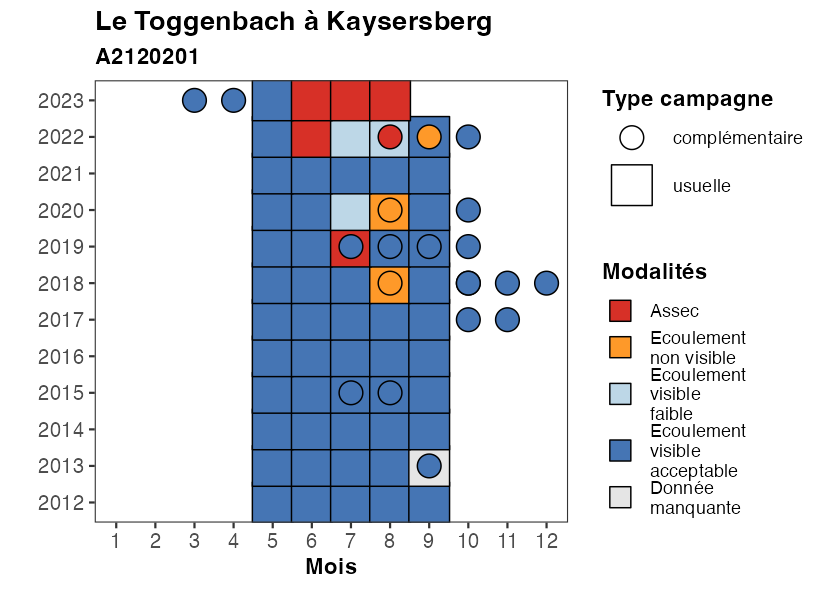 Le Toggenbach à Kaysersberg
A2120201
2023
2022
2021
2020
2019
2018
2017
2016
2015
2014
2013
2012
1 2 3 4 5 6 7 8 9 10 11 12
Mois
Type campagne
complémentaire
usuelle
Modalités
Assec
Ecoulement
non visible
Ecoulement
visible
faible
Ecoulement
visible
acceptable
Donnée
manquante